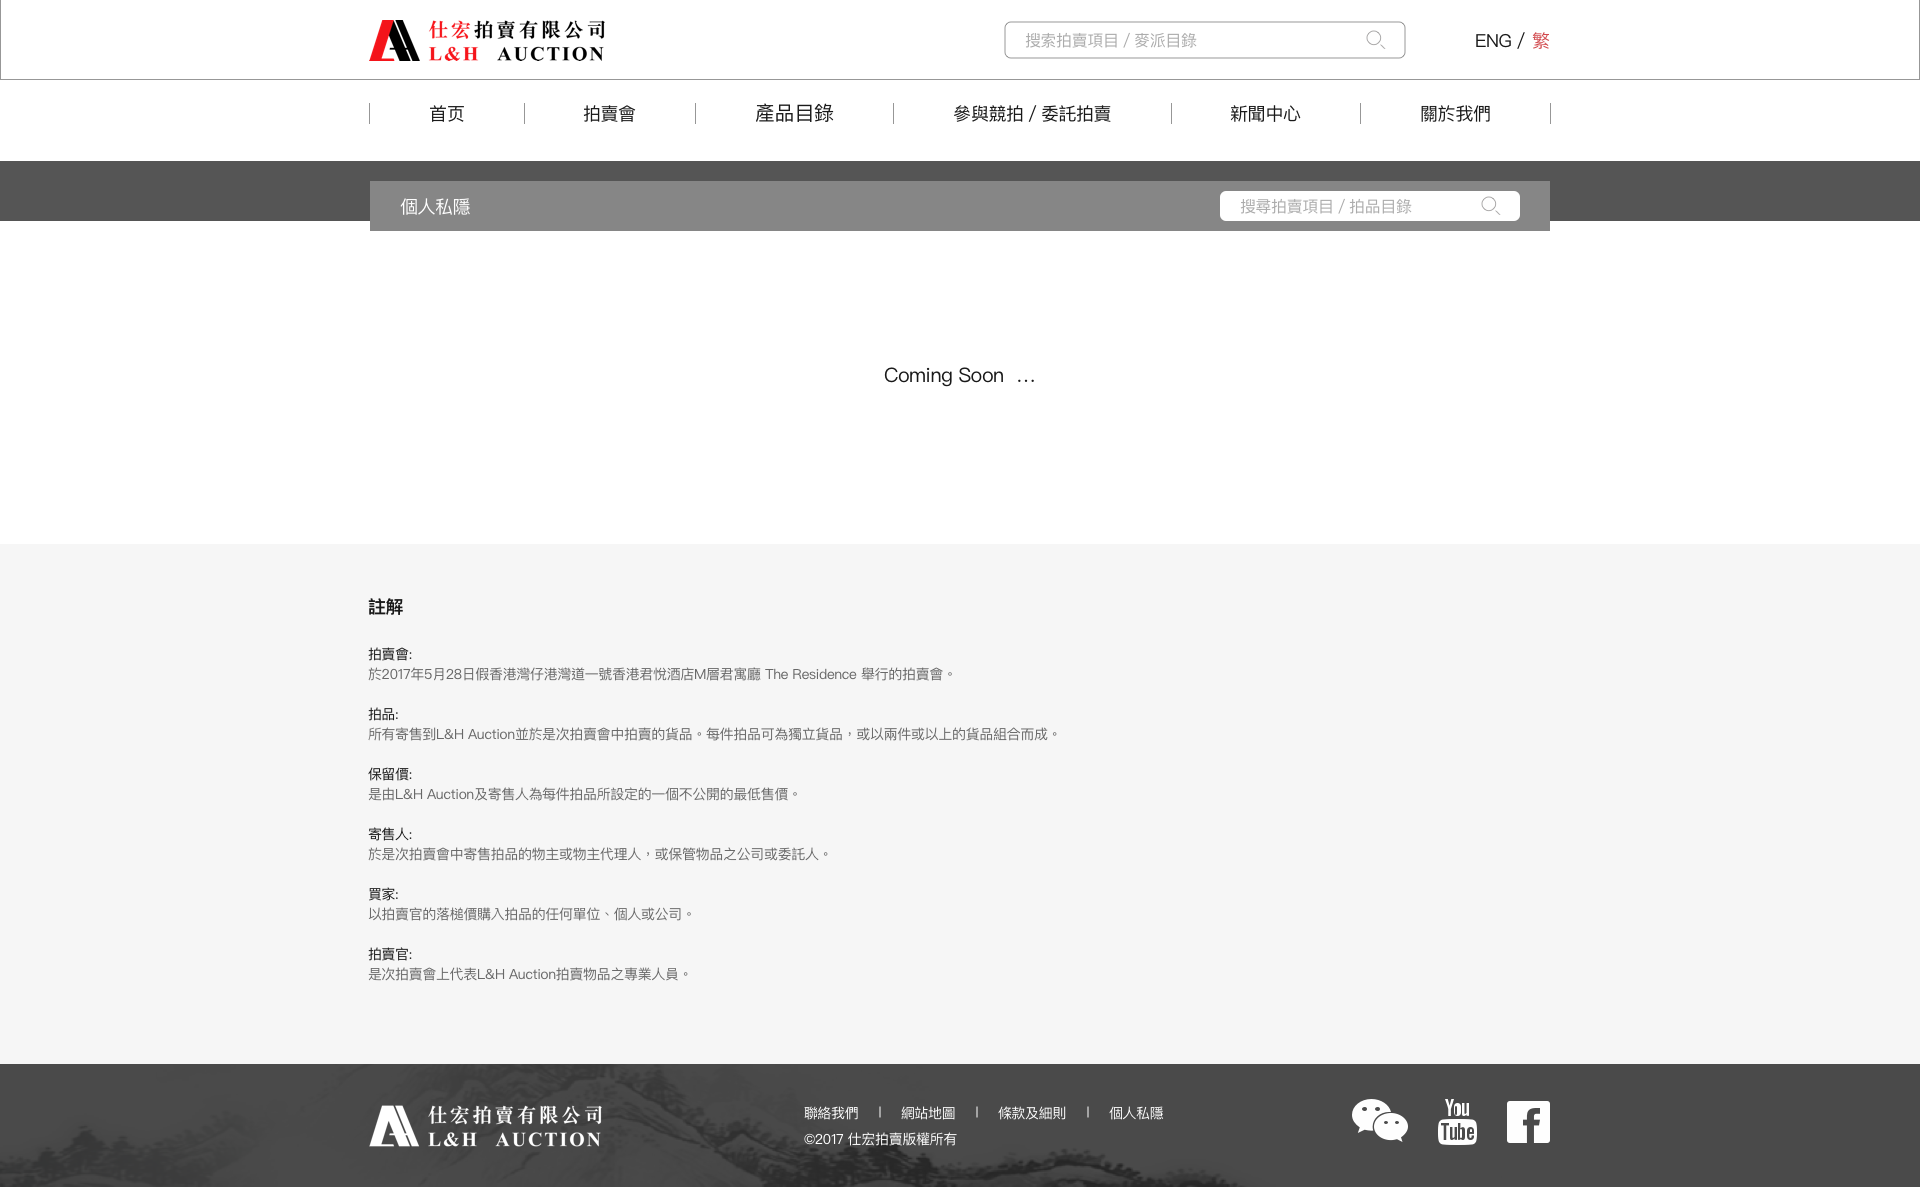 仕宏拍賣有限公司
L&H AUCTION
搜索拍賣項目 / 麥派目錄
ENG / 繁
首页
拍賣會
產品目錄
參與競拍 / 委託拍賣
新聞中心
關於我們
個人私隱
搜尋拍賣項目 / 拍品目錄
Coming Soon ...
註解
拍賣會:
於2017年5月28日假香港灣仔港灣道一號香港君悅酒店M層君寓廳 The Residence 舉行的拍賣會。
拍品:
所有寄售到L&H Auction並於是次拍賣會中拍賣的貨品。每件拍品可為獨立貨品，或以兩件或以上的貨品組合而成。
保留價:
是由L&H Auction及寄售人為每件拍品所設定的一個不公開的最低售價。
寄售人:
於是次拍賣會中寄售拍品的物主或物主代理人，或保管物品之公司或委託人。
買家:
以拍賣官的落槌價購入拍品的任何單位、個人或公司。
拍賣官:
是次拍賣會上代表L&H Auction拍賣物品之專業人員。
仕宏拍賣有限公司
L&H AUCTION
聯絡我們 | 網站地圖 | 條款及細則 | 個人私隱
©2017 仕宏拍賣版權所有
You
Tube